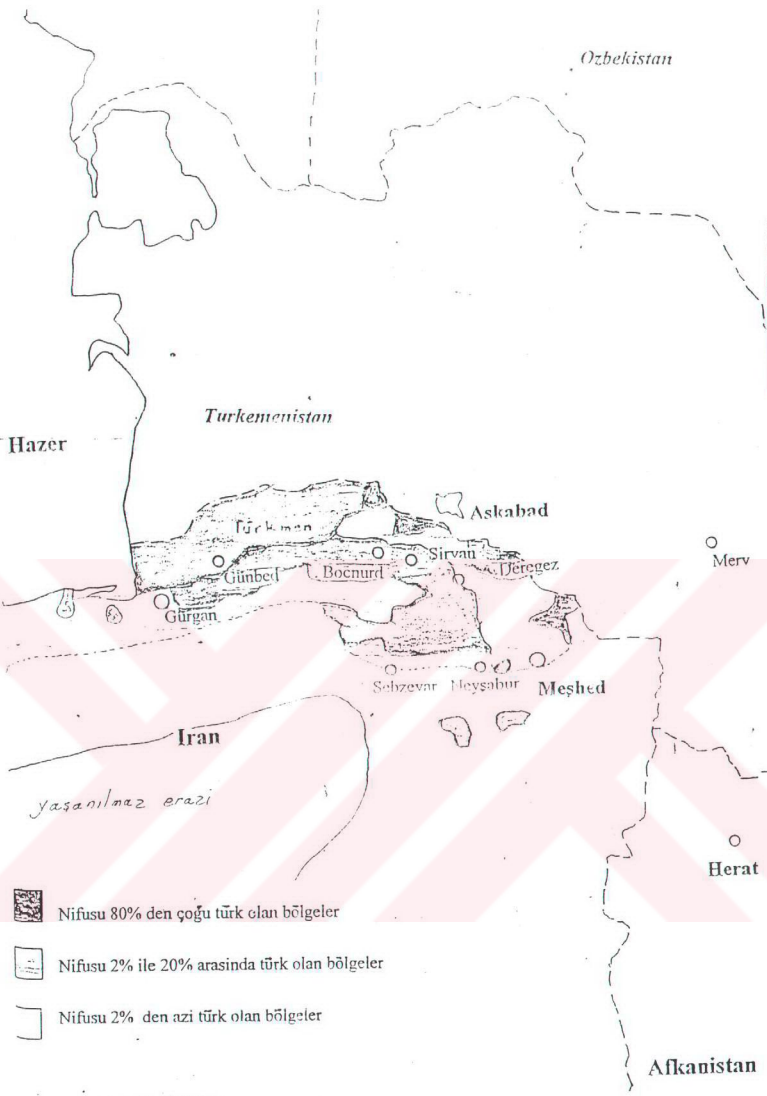 Ozbekistan
Turkemenistan
Hazer
Türkmen
Askabad
Sirvan
Merv
Günbed
Bocnurd
Deregez
Gürgan
Sebzevar
Neyşabur
Meşhed
Iran
yaşanılmaz erazi
Herat
Nifusu 80% den çoğu türk olan bölgeler
Nifusu 2% ile 20% arasinda türk olan bölgeler
Nifusu 2% den azi türk olan bölgeler
Afkanistan